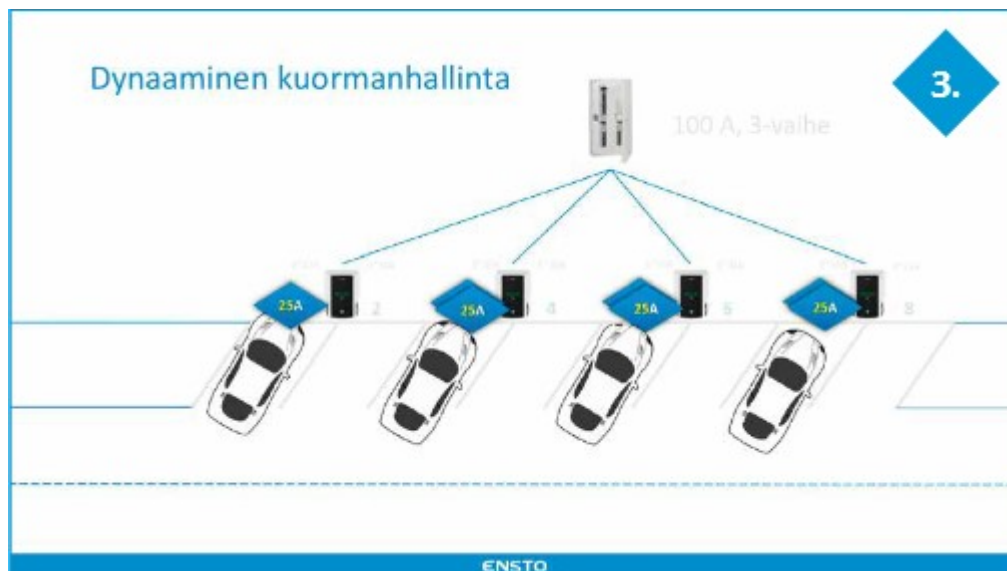 Dynaaminen kuormanhallinta
3.
100 A, 3-vaihe
25A
2
25A
4
25A
6
25A
8
ENSTO